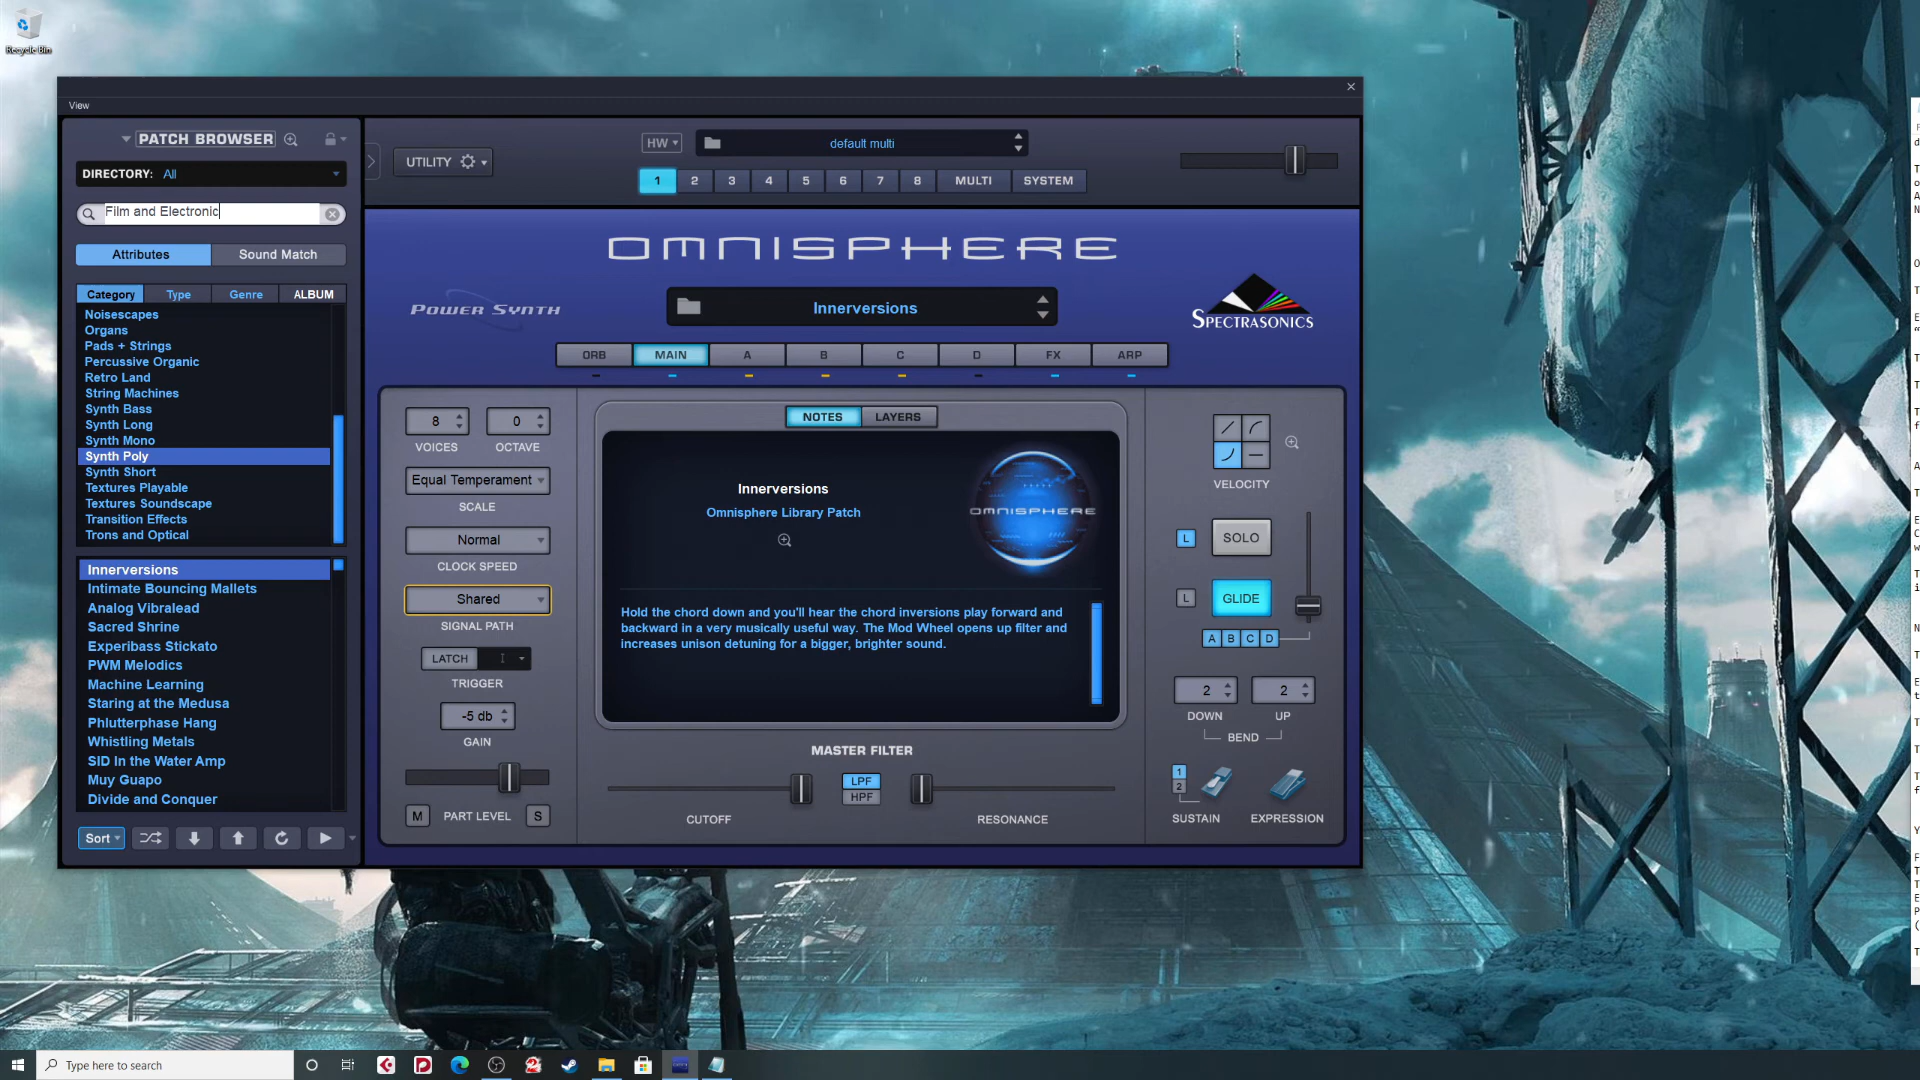 Recycle Bin
View
PATCH BROWSER
DIRECTORY: All
Film and Electronic
Attributes
Sound Match
Category
Type
Genre
ALBUM
Noisescapes
Organs
Pads + Strings
Percussive Organic
Retro Land
String Machines
Synth Bass
Synth Long
Synth Mono
Synth Poly
Synth Short
Textures Playable
Textures Soundscape
Transition Effects
Trons and Optical
Innerversions
Intimate Bouncing Mallets
Analog Vibralead
Sacred Shrine
Experibass Stickato
PWM Melodics
Machine Learning
Staring at the Medusa
Phlutterphase Hang
Whistling Metals
SID In the Water Amp
Muy Guapo
Divide and Conquer
Sort
UTILITY
HW
default multi
1 2 3 4 5 6 7 8 MULTI SYSTEM
OMNISPHERE
POWER SYNTH
Innerversions
SPECTRASONICS
ORB MAIN A B C D FX ARP
8
0
VOICES
OCTAVE
Equal Temperament
SCALE
Normal
CLOCK SPEED
Shared
SIGNAL PATH
LATCH
TRIGGER
-5 db
GAIN
M PART LEVEL S
NOTES
LAYERS
Innerversions
Omnisphere Library Patch
OMNISPHERE
Hold the chord down and you'll hear the chord inversions play forward and
backward in a very musically useful way. The Mod Wheel opens up filter and
increases unison detuning for a bigger, brighter sound.
MASTER FILTER
LPF
HPF
CUTOFF
RESONANCE
VELOCITY
L SOLO
L GLIDE
A B C D
2
2
DOWN
UP
BEND
1
2
SUSTAIN
EXPRESSION
Type here to search